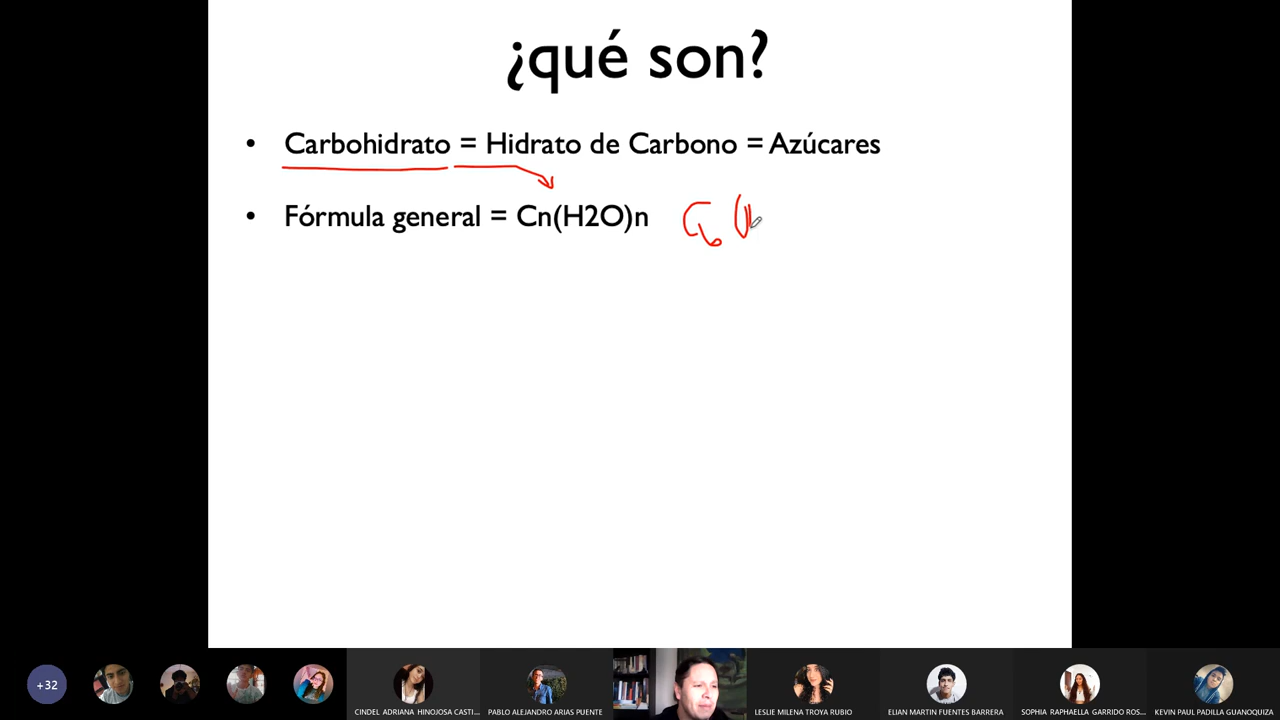 ¿qué son?
• Carbohidrato = Hidrato de Carbono = Azúcares
• Fórmula general = Cn(H2O)n C6 (H
+32
CINDEL ADRIANA HINOJOSA CASTI...
PABLO ALEJANDRO ARIAS PUENTE
LESLIE MILENA TROYA RUBIO
ELIAN MARTIN FUENTES BARRERA
SOPHIA RAPHAELLA GARRIDO ROS...
KEVIN PAUL PADILLA GUANOQUIZA